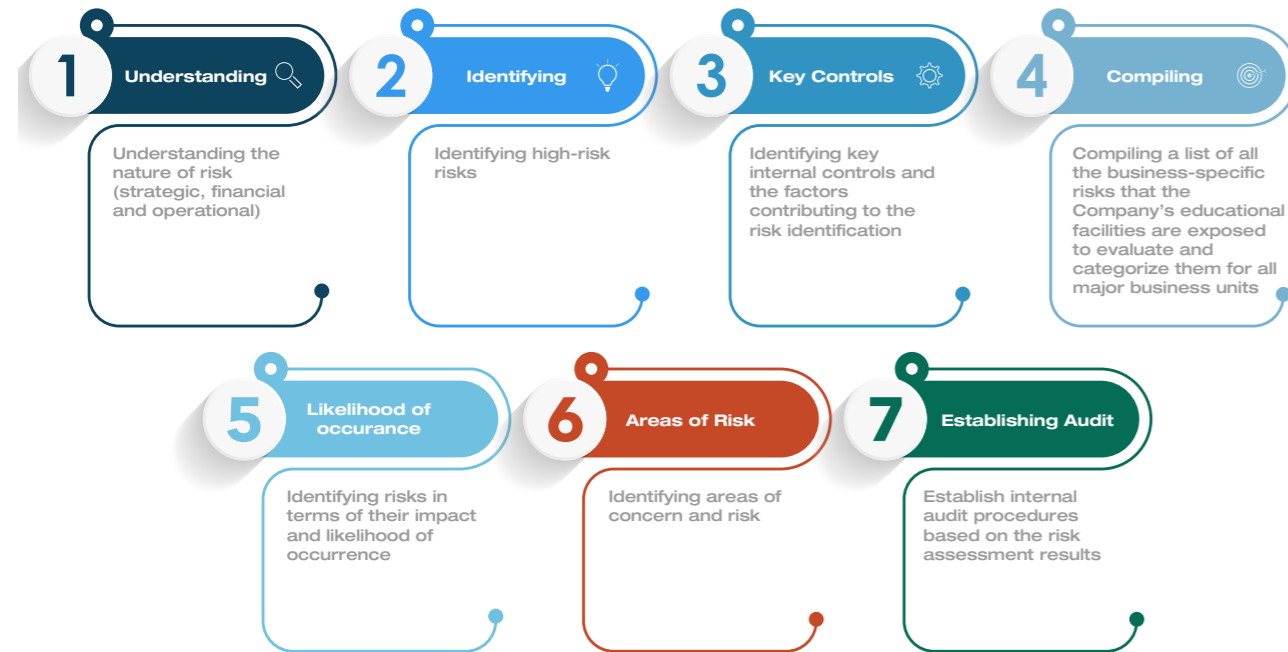 1
Understanding
Understanding the
nature of risk
(strategic, financial
and operational)
2
Identifying
Identifying high-risk
risks
3
Key Controls
Identifying key
internal controls and
the factors
contributing to the
risk identification
4
Compiling
Compiling a list of all
the business-specific
risks that the
Company's educational
facilities are exposed
to evaluate and
categorize them for all
major business units
5
Likelihood of
occurance
Identifying risks in
terms of their impact
and likelihood of
occurrence
6
Areas of Risk
Identifying areas of
concern and risk
7
Establishing Audit
Establish internal
audit procedures
based on the risk
assessment results